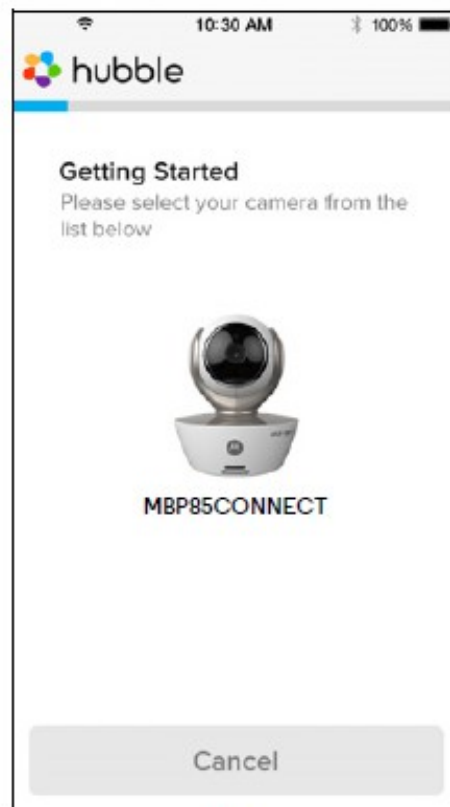 10:30 AM 100%
hubble
Getting Started
Please select your camera from the
list below
MBP85CONNECT
Cancel